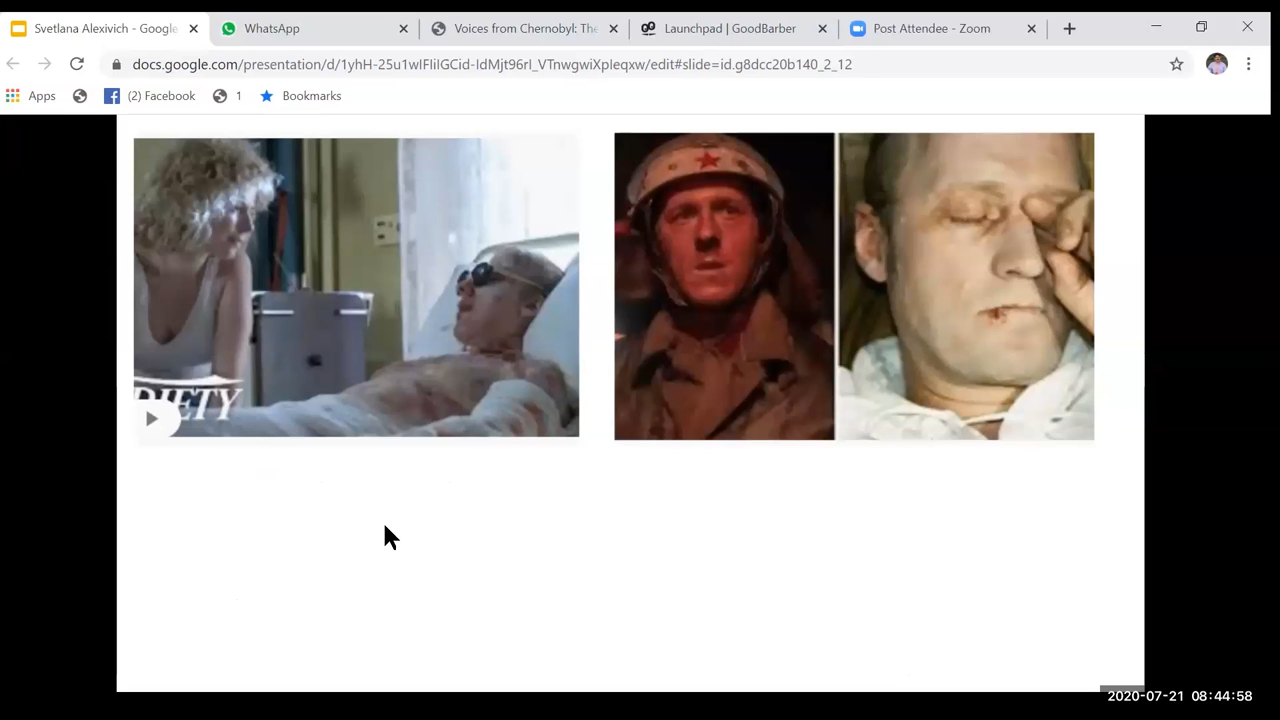 Svetlana Alexivich - Google
WhatsApp
Voices from Chernobyl: The
Launchpad | GoodBarber
Post Attendee - Zoom
docs.google.com/presentation/d/1yhH-25u1wIFIiIGCid-IdMjt96rI_VTnwgwiXpIeqxw/edit#slide=id.g8dcc20b140_2_12
Apps
(2) Facebook
1
Bookmarks
2020-07-21 08:44:58